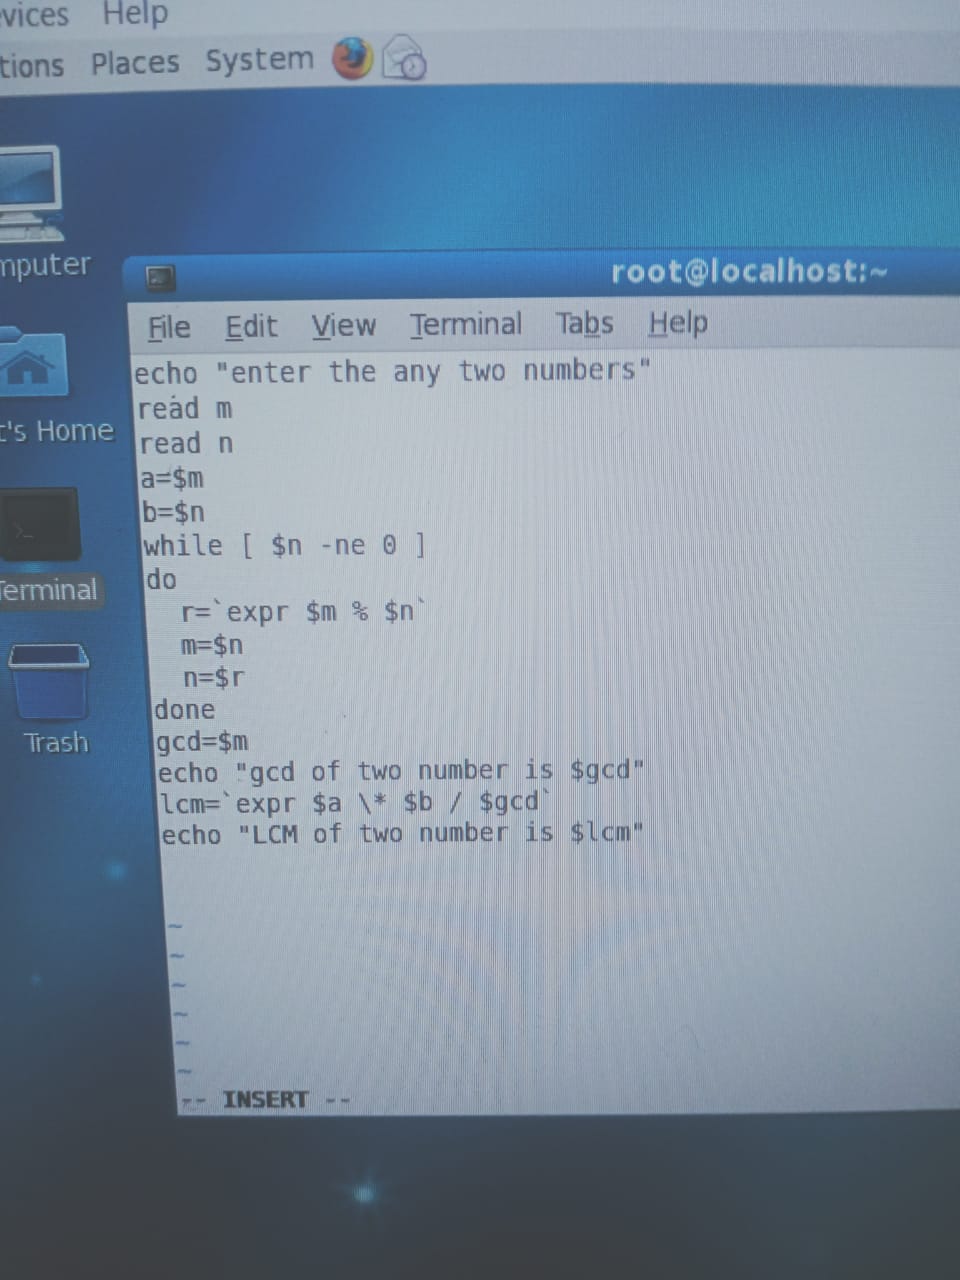 vices Help
tions Places System
mputer
root@localhost:~
File Edit View Terminal Tabs Help
echo "enter the any two numbers"
read m
't's Home
read n
a=$m
b=$n
while [ $n -ne 0 ]
do
Terminal
r=`expr $m % $n`
m=$n
n=$r
done
Trash
gcd=$m
echo "gcd of two number is $gcd"
lcm=`expr $a \* $b / $gcd`
echo "LCM of two number is $lcm"
~
~
~
~
~
~
-- INSERT --